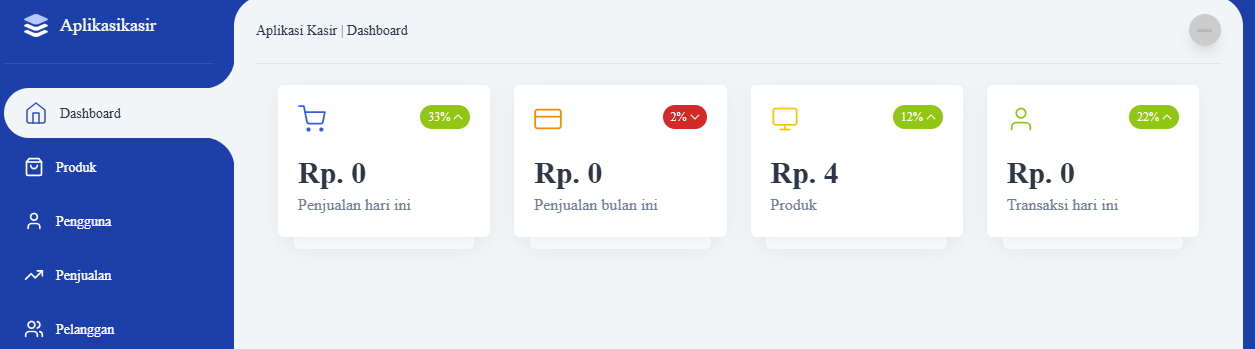 Aplikasikasir
Aplikasi Kasir | Dashboard
Dashboard
Produk
Pengguna
Penjualan
Pelanggan
33%
Rp. 0
Penjualan hari ini
2%
Rp. 0
Penjualan bulan ini
12%
Rp. 4
Produk
22%
Rp. 0
Transaksi hari ini